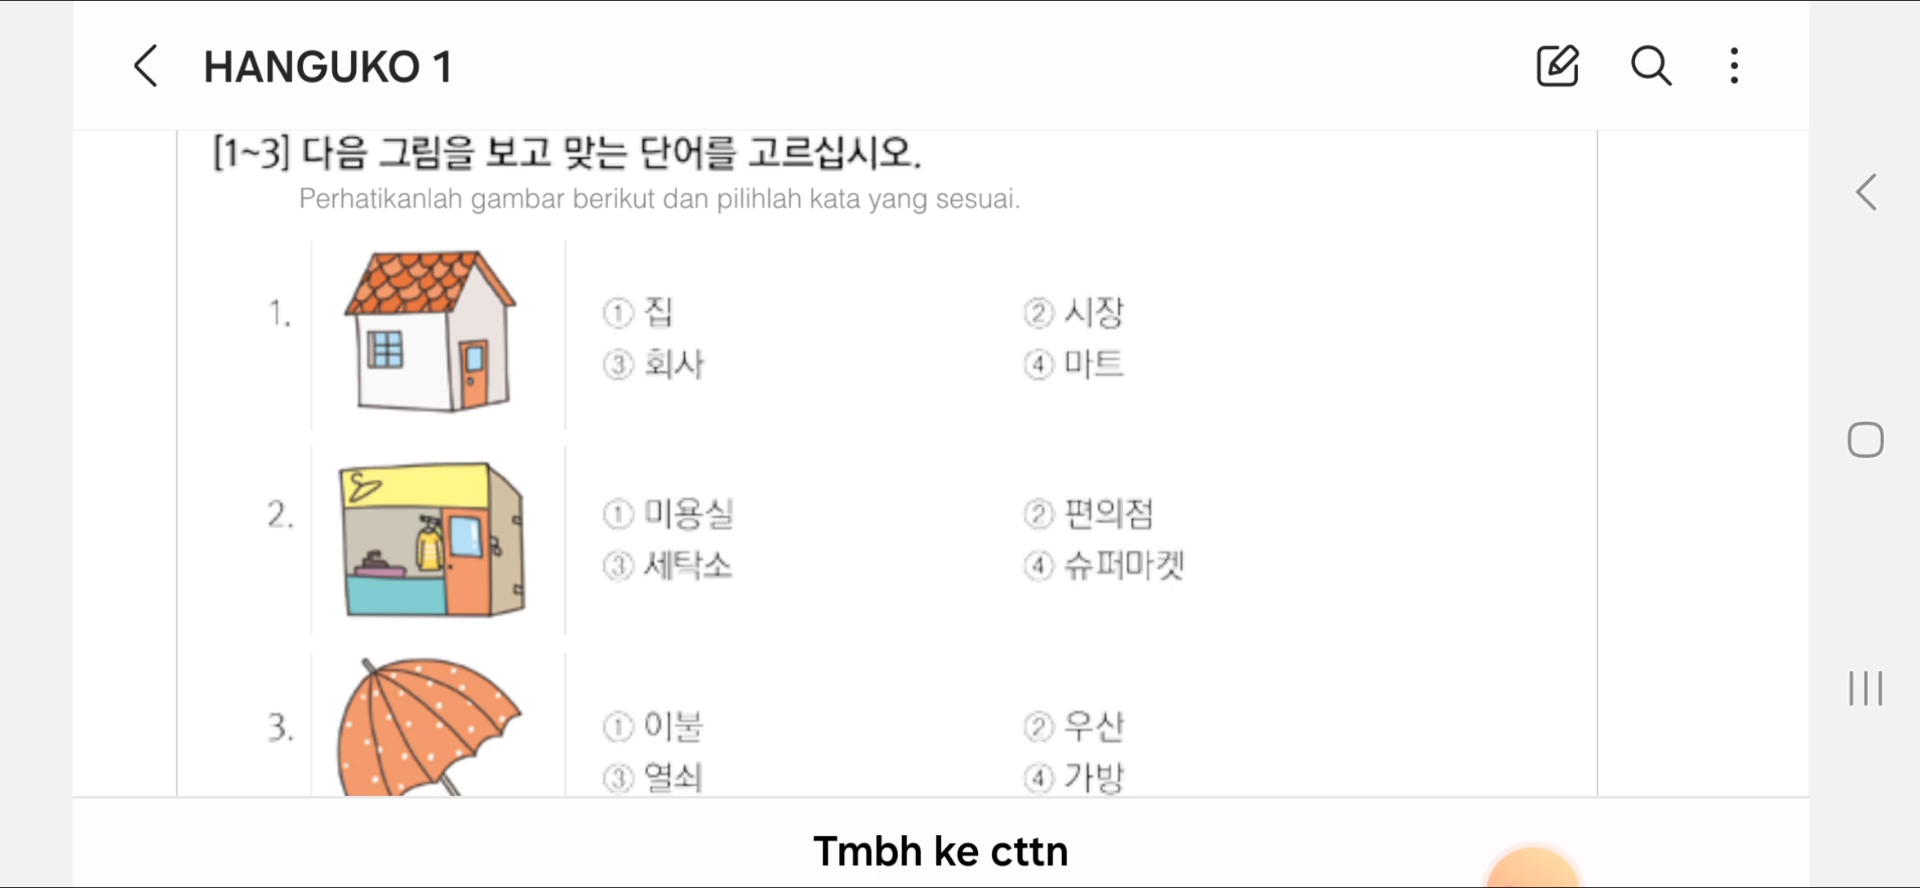 HANGUKO 1
[1~3] 다음 그림을 보고 맞는 단어를 고르십시오.
Perhatikanlah gambar berikut dan pilihlah kata yang sesuai.
1.
① 집 ② 시장
③ 회사 ④ 마트
2.
① 미용실 ② 편의점
③ 세탁소 ④ 슈퍼마켓
3.
① 이불 ② 우산
③ 열쇠 ④ 가방
Tmbh ke cttn